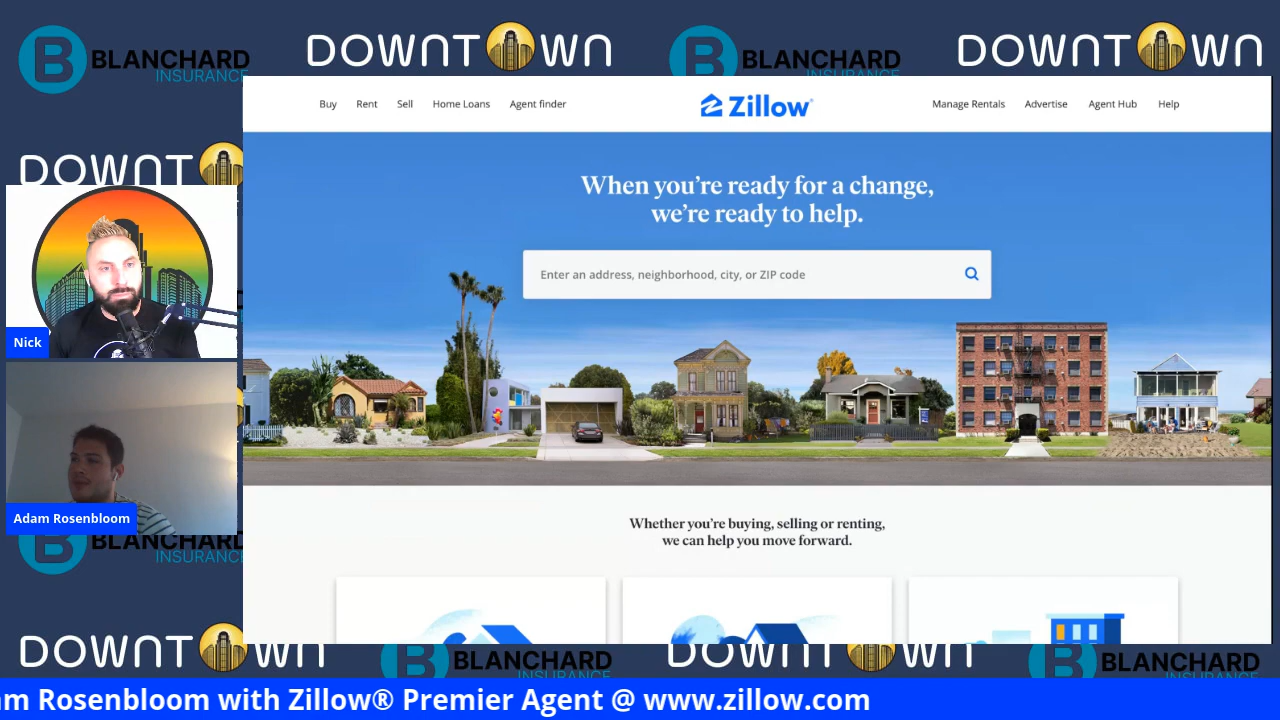 DOWNTOWN
DOWNTOWN
B BLANCHARD
INSURANCE
B BLANCHARD
INSURANCE
Buy Rent Sell Home Loans Agent finder
Zillow®
Manage Rentals Advertise Agent Hub Help
DOWNT
When you're ready for a change,
we're ready to help.
Enter an address, neighborhood, city, or ZIP code
Nick
Adam Rosenbloom
Whether you're buying, selling or renting,
we can help you move forward.
B BLANCHARD
INSURANCE
DOWNTOWN
B BLANCHARD
INSURANCE
DOWNTOWN
B BLANCHARD
INSURANCE
am Rosenbloom with Zillow® Premier Agent @ www.zillow.com